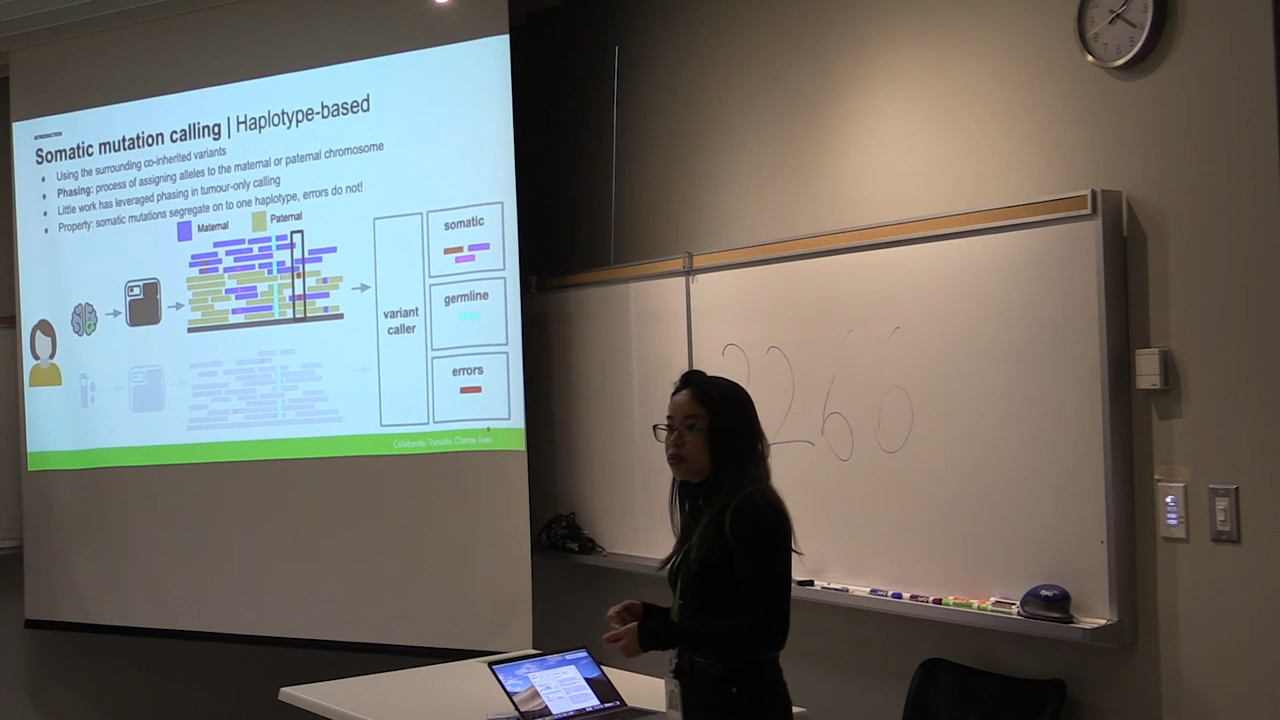 INTRODUCTION
Somatic mutation calling | Haplotype-based
Using the surrounding co-inherited variants
Phasing: process of assigning alleles to the maternal or paternal chromosome
Little work has leveraged phasing in tumour-only calling
Property: somatic mutations segregate on to one haplotype, errors do not!
Maternal
Paternal
variant
caller
somatic
germline
errors
Collaborate. Translate. Change lives.
2260